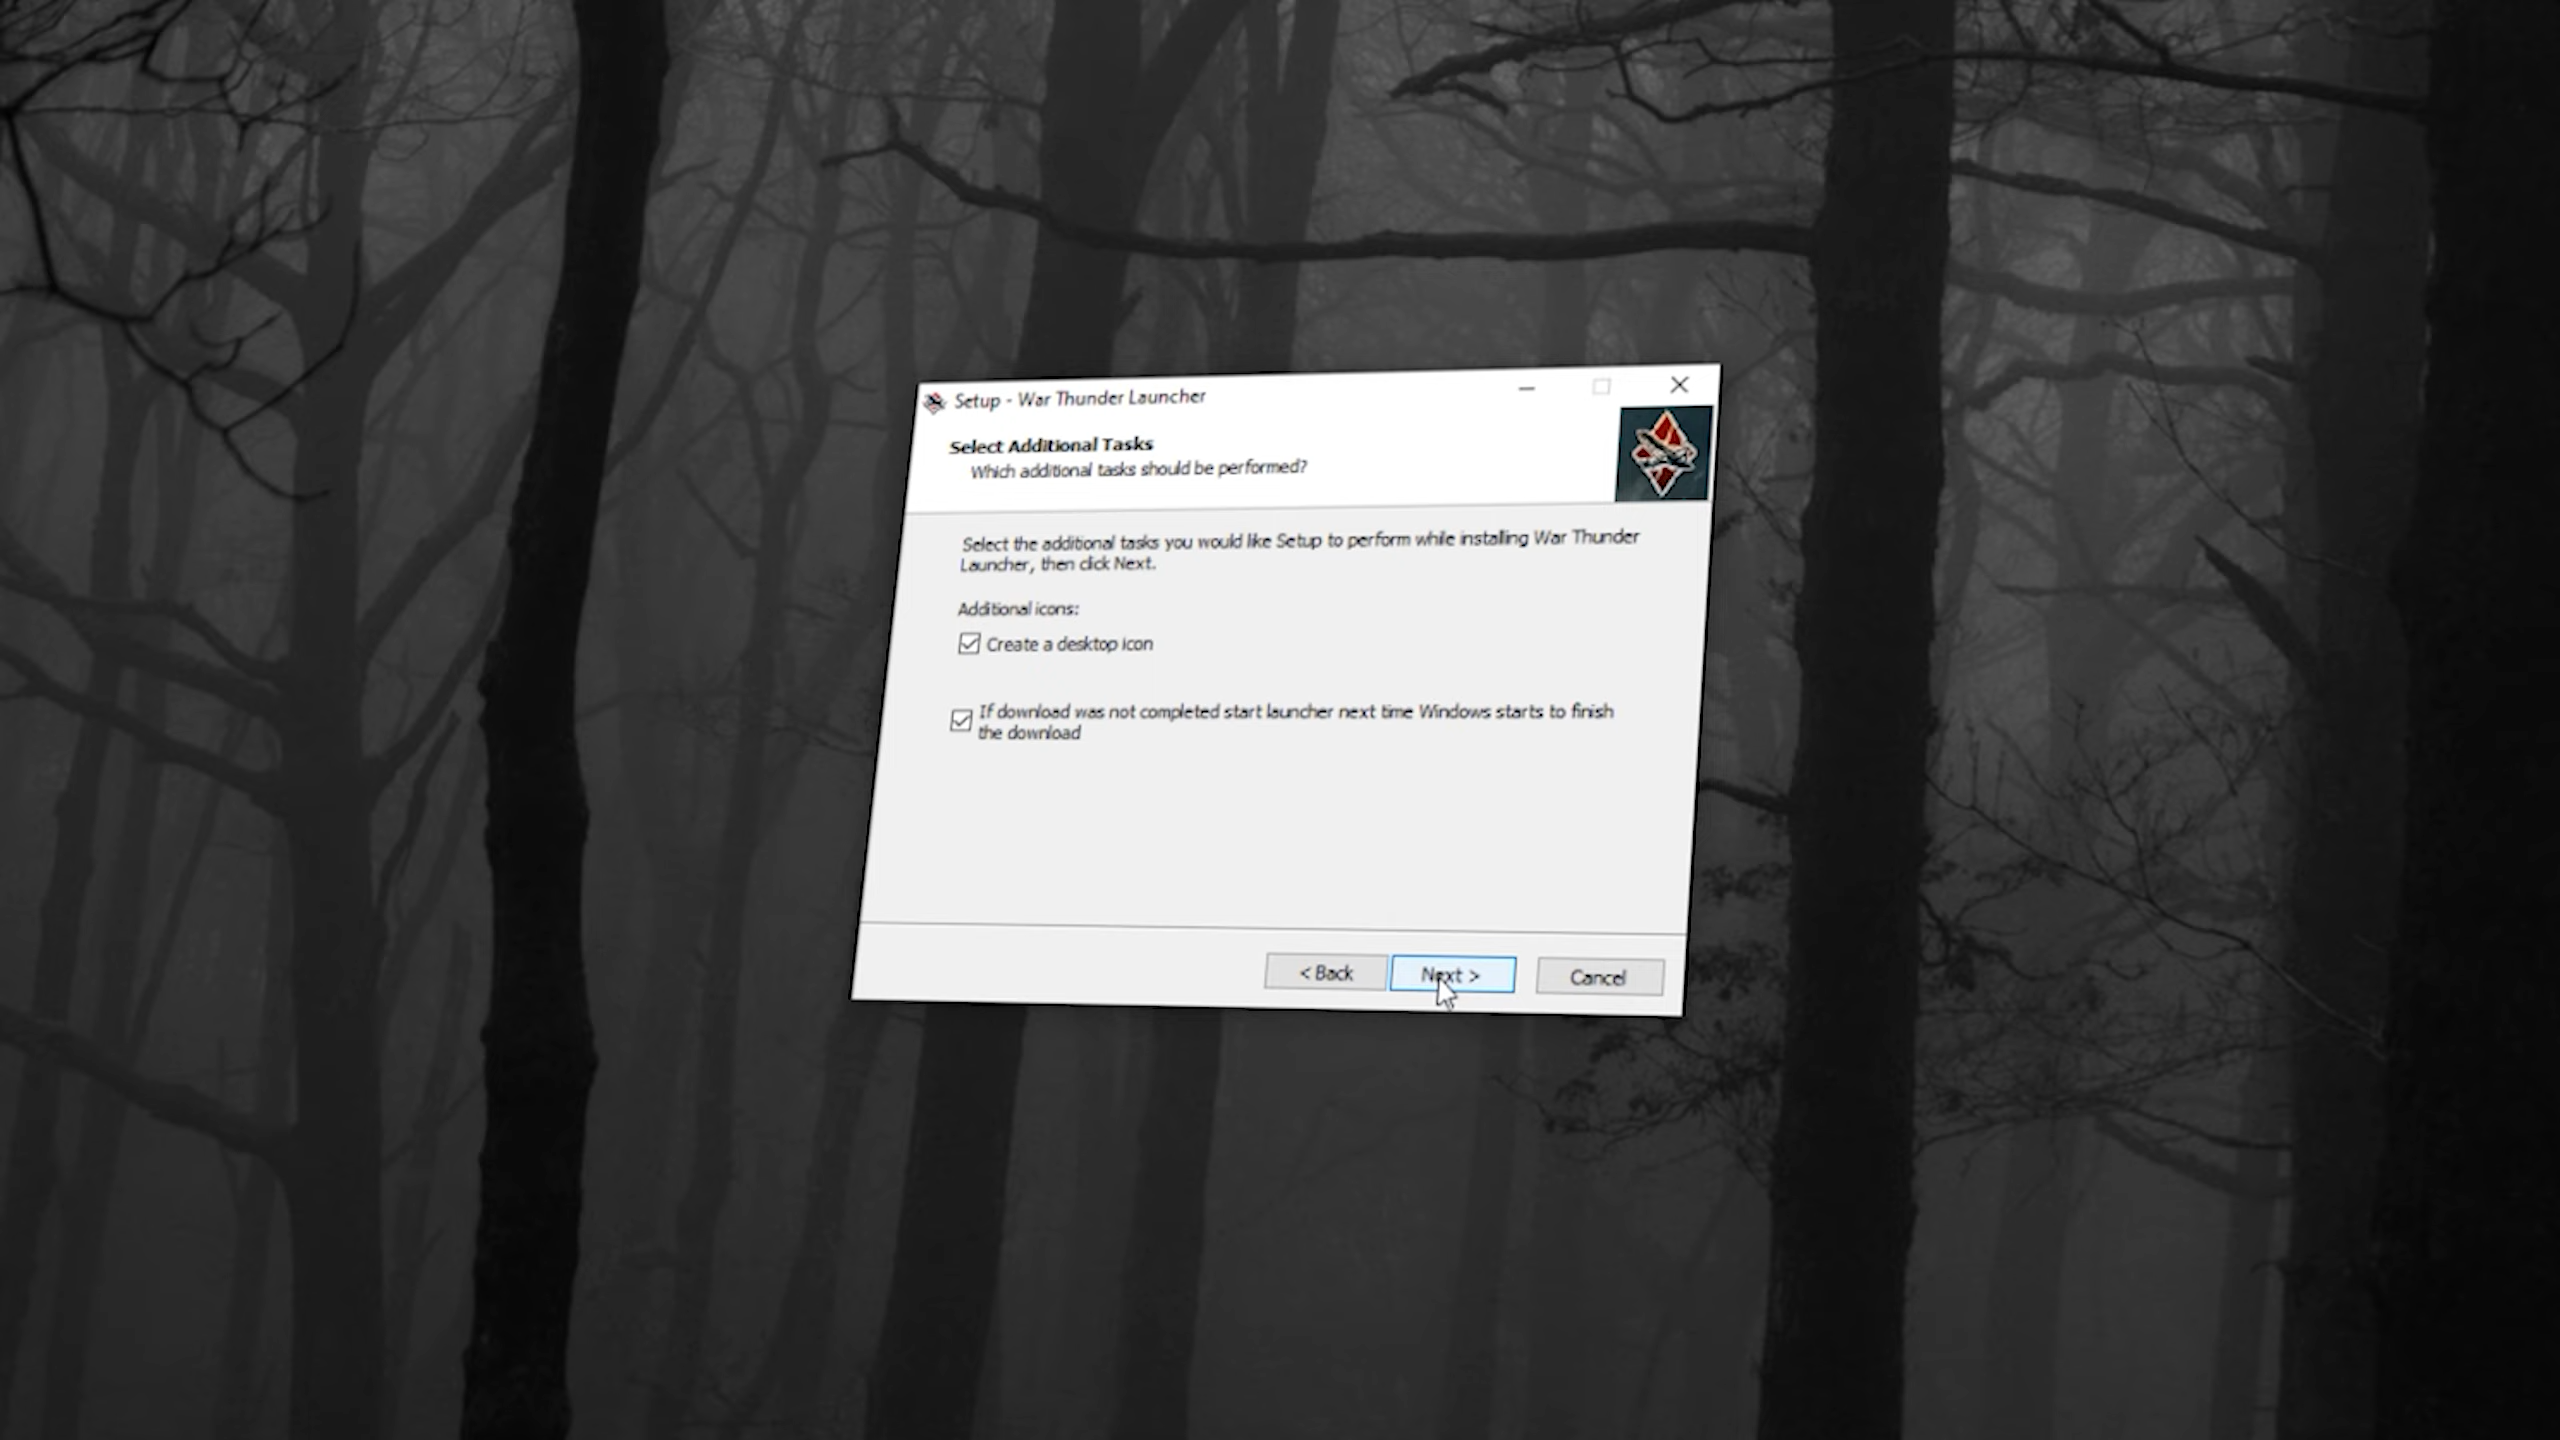 Setup - War Thunder Launcher
Select Additional Tasks
Which additional tasks should be performed?
Select the additional tasks you would like Setup to perform while installing War Thunder
Launcher, then click Next.
Additional icons:
Create a desktop icon
If download was not completed start launcher next time Windows starts to finish
the download
< Back
Next >
Cancel